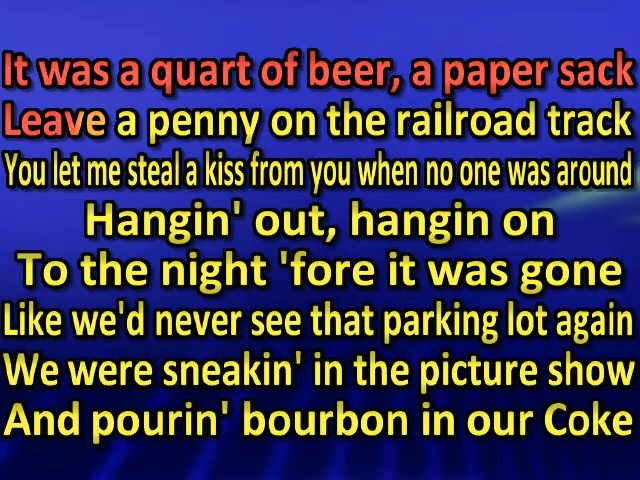 It was a quart of beer, a paper sack
Leave a penny on the railroad track
You let me steal a kiss from you when no one was around
Hangin' out, hangin on
To the night 'fore it was gone
Like we'd never see that parking lot again
We were sneakin' in the picture show
And pourin' bourbon in our Coke